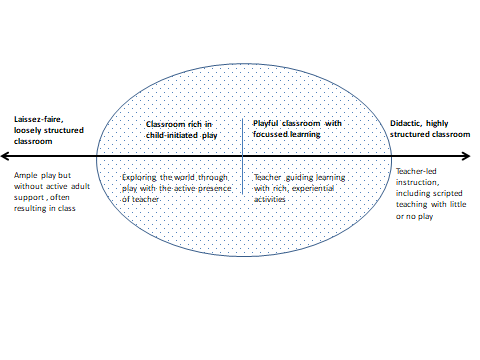 Laissez-faire,
loosely structured
classroom
Ample play but
without active adult
support , often
resulting in class
Classroom rich in
child-initiated play
Exploring the world through
play with the active presence
of teacher
Playful classroom with
focussed learning
Teacher guiding learning
with rich, experiential
activities
Didactic, highly
structured classroom
Teacher-led
instruction,
including scripted
teaching with little
or no play